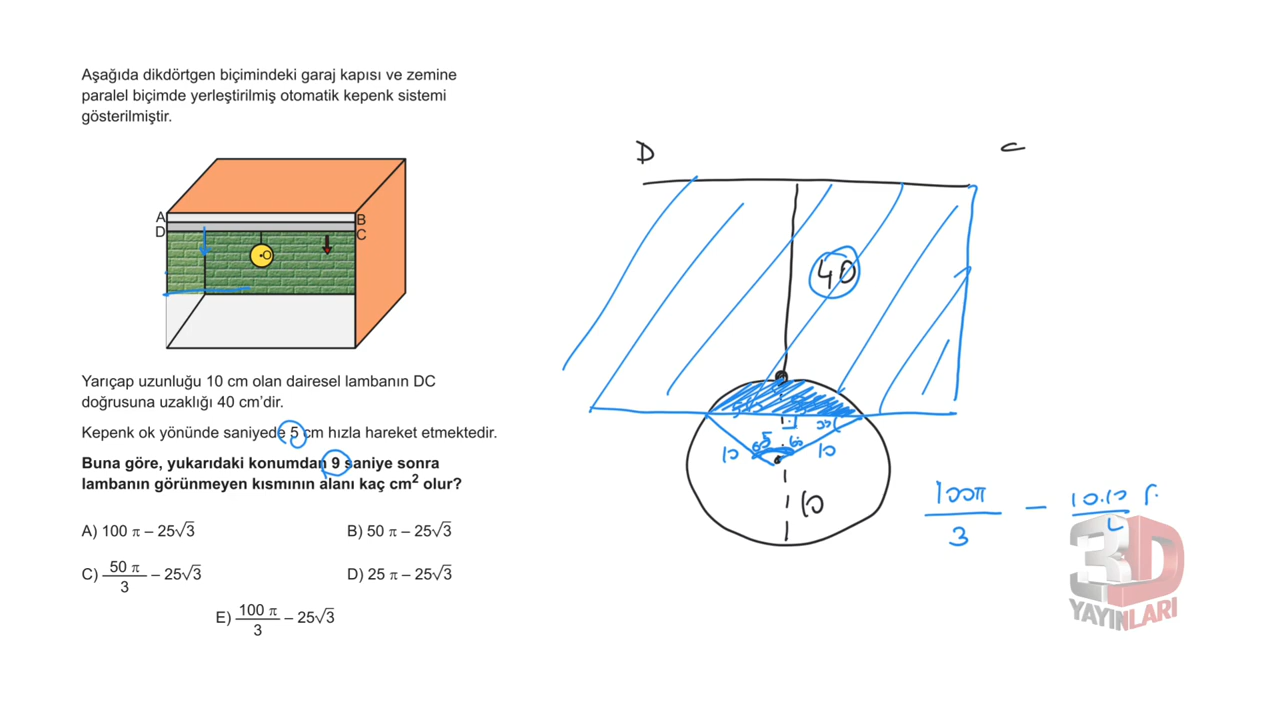 Aşağıda dikdörtgen biçimindeki garaj kapısı ve zemine
paralel biçimde yerleştirilmiş otomatik kepenk sistemi
gösterilmiştir.
A
B
D
C
O
Yarıçap uzunluğu 10 cm olan dairesel lambanın DC
doğrusuna uzaklığı 40 cm'dir.
Kepenk ok yönünde saniyede 5 cm hızla hareket etmektedir.
Buna göre, yukarıdaki konumdan 9 saniye sonra
lambanın görünmeyen kısmının alanı kaç cm² olur?
A) 100 π – 25√3
B) 50 π – 25√3
C) 50 π / 3 – 25√3
D) 25 π – 25√3
E) 100 π / 3 – 25√3
D
C
40
5
60
60
10
10
10
100π / 3 – 10.10
3D
YAYINLARI